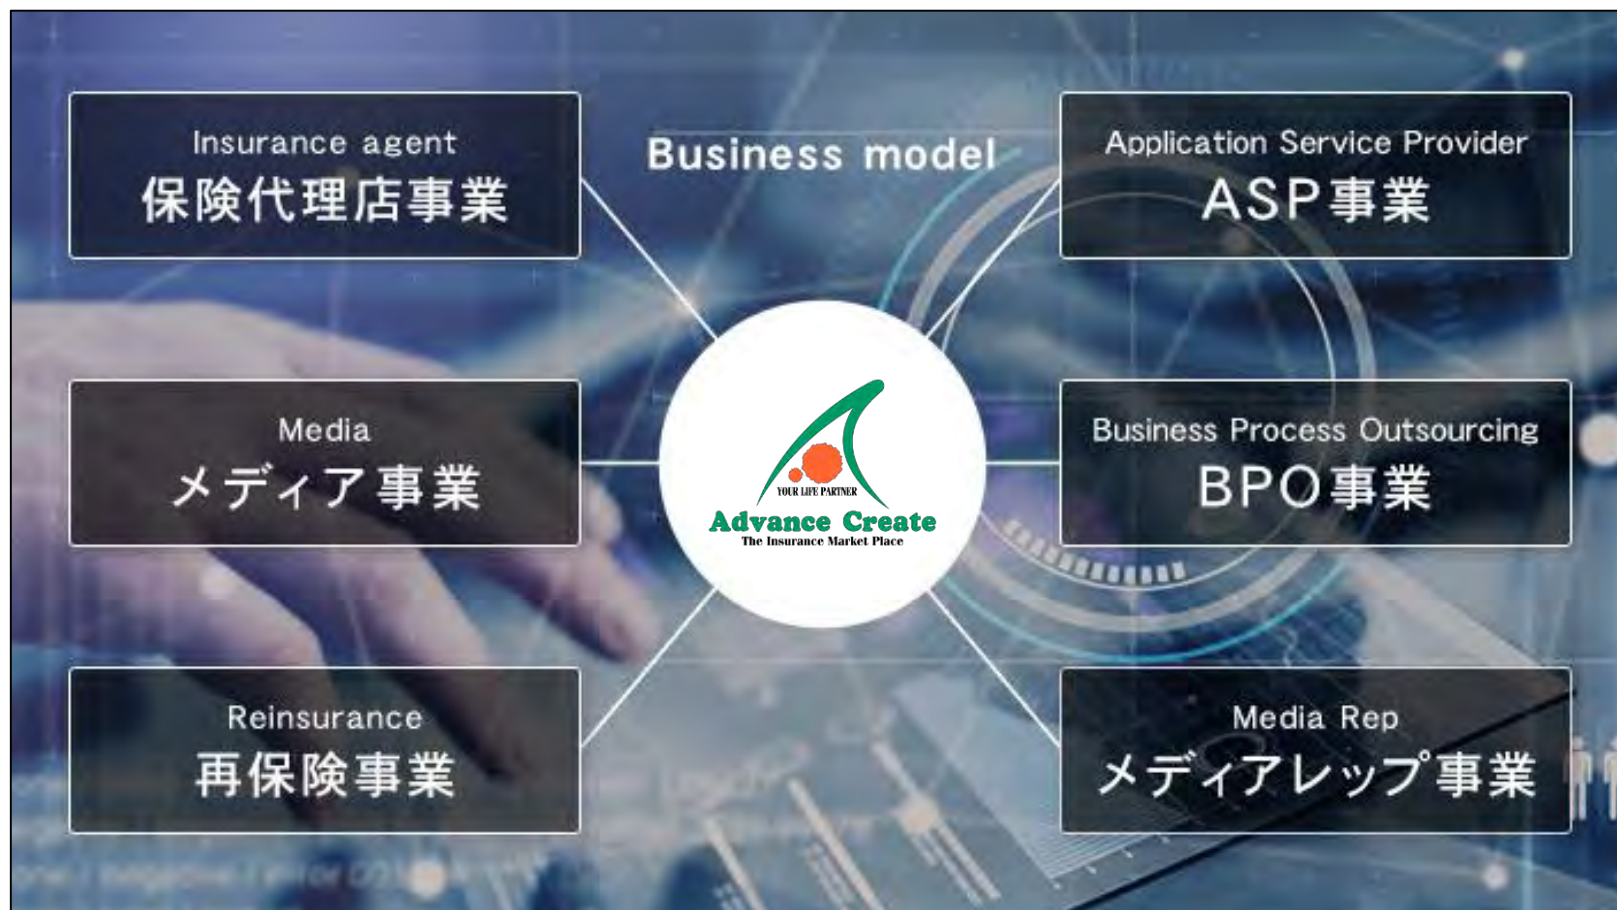 Business model
Insurance agent
保険代理店事業
Media
メディア事業
Reinsurance
再保険事業
YOUR LIFE PARTNER
Advance Create
The Insurance Market Place
Application Service Provider
ASP事業
Business Process Outsourcing
BPO事業
Media Rep
メディアレップ事業